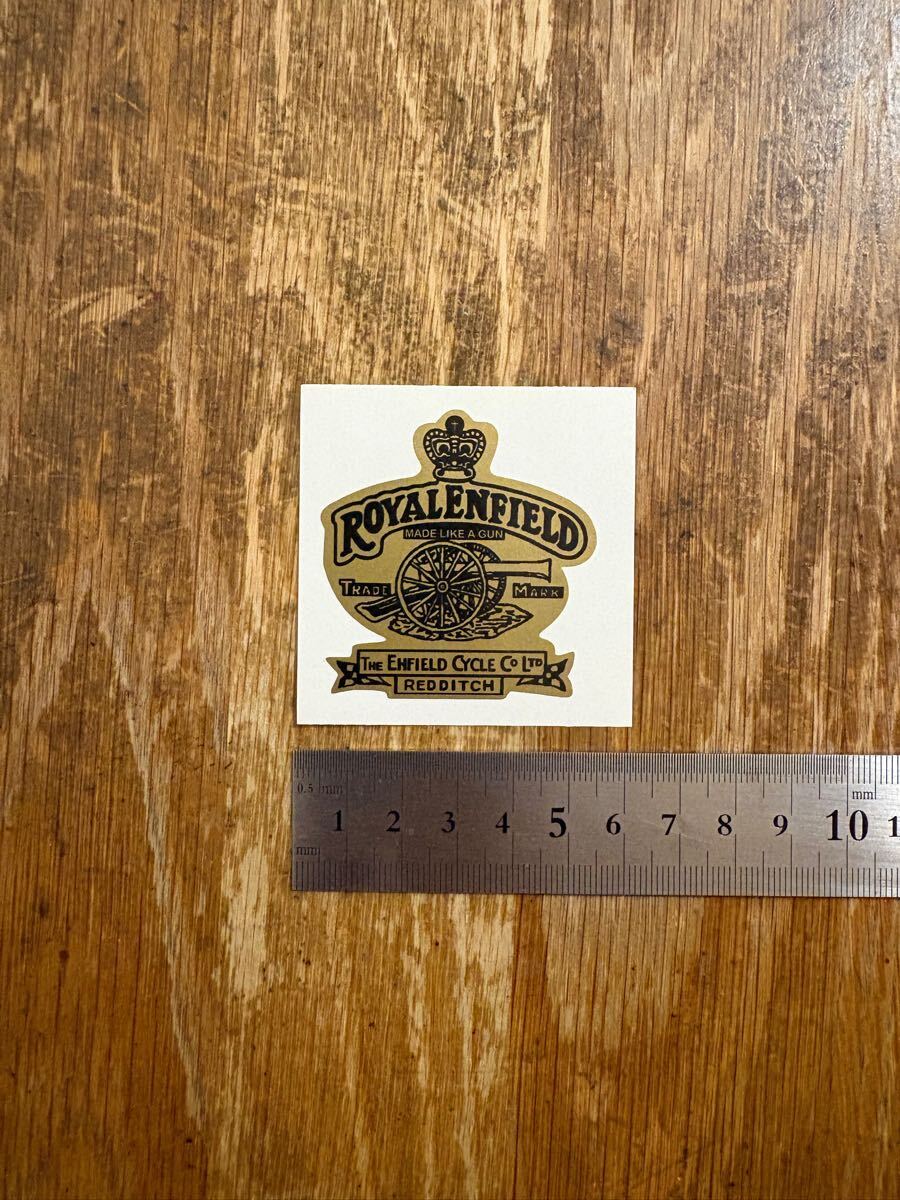 ROYAL ENFIELD
MADE LIKE A GUN
TRADE MARK
THE ENFIELD CYCLE CO LTD
REDDITCH
0.5 mm
mm
1 2 3 4 5 6 7 8 9 10 1
mm